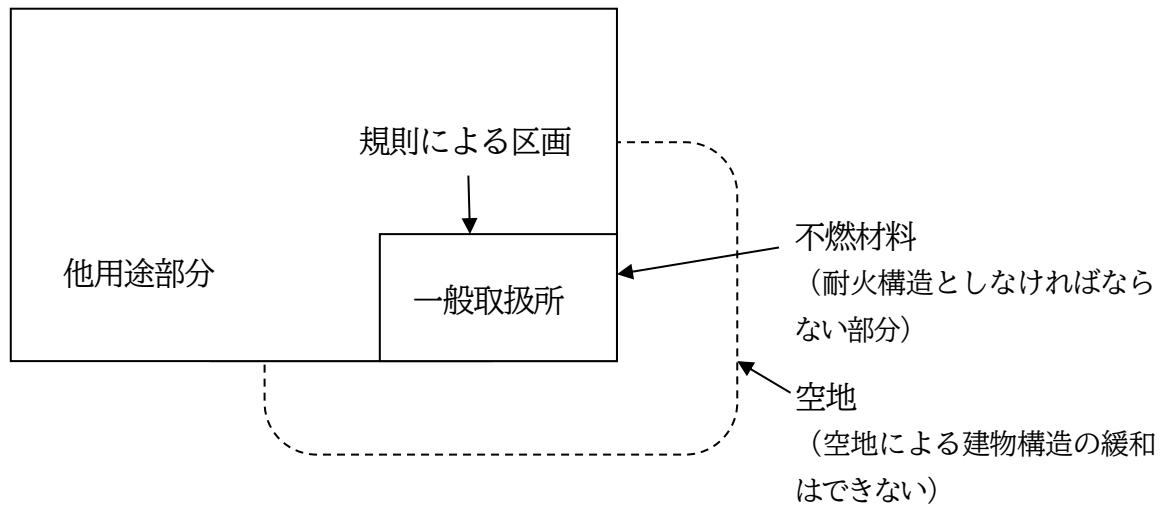 規則による区画
他用途部分
一般取扱所
不燃材料
（耐火構造としなければなら
ない部分）
空地
（空地による建物構造の緩和
はできない）